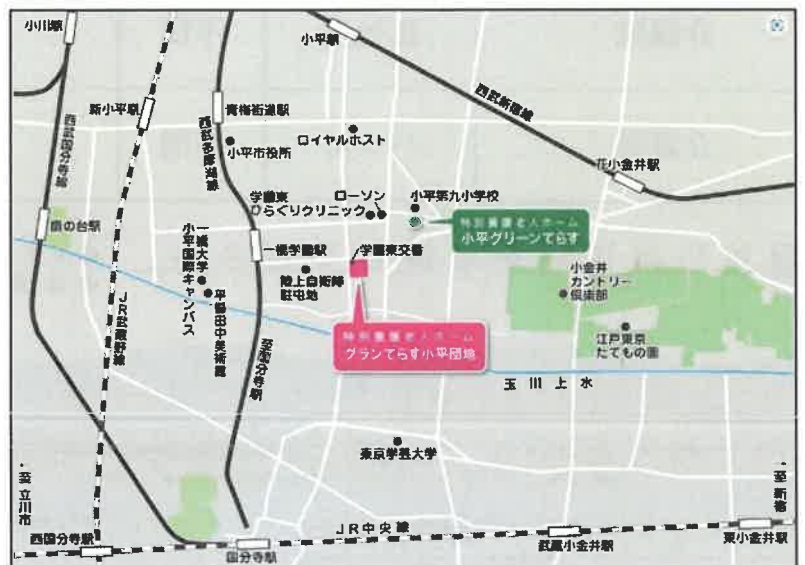 小川駅
小平駅
新小平駅
青梅街道駅
西武新宿線
西武国分寺線
西武多摩湖線
小平市役所
ロイヤルホスト
花小金井駅
学園東
ひらぐりクリニック
ローソン
小平第九小学校
特別養護老人ホーム
小平グリーンてらす
鷹の台駅
一橋大学
小平国際キャンパス
一橋学園駅
学園東交番
陸上自衛隊
駐屯地
小金井
カントリー
倶楽部
平櫛田中美術館
JR武蔵野線
特別養護老人ホーム
グランてらす小平団地
江戸東京
たてもの園
至国分寺駅
玉川上水
東京学芸大学
至立川市
至新宿
JR中央線
西国分寺駅
国分寺駅
武蔵小金井駅
東小金井駅